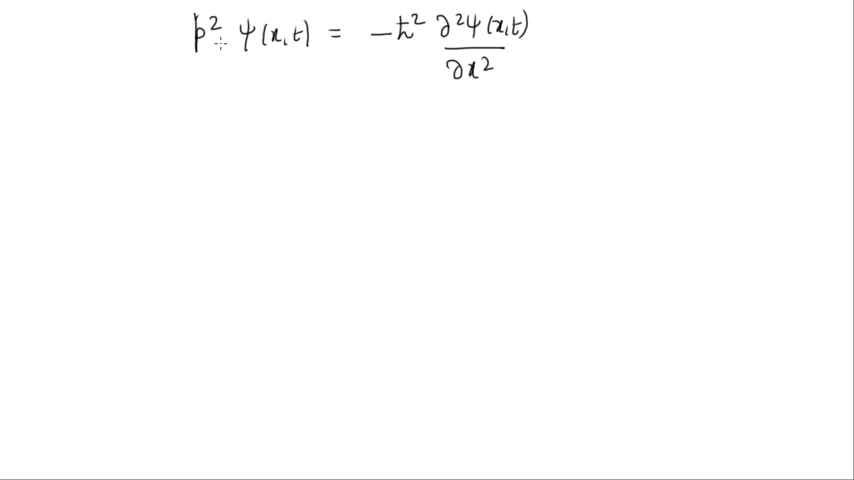 p² ψ(x,t) = -ħ² ∂²ψ(x,t)/∂x²